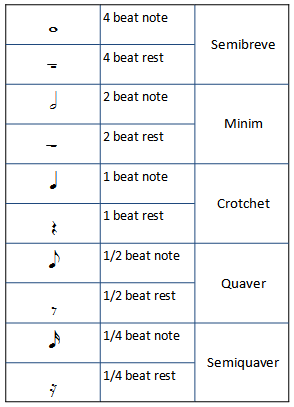 4 beat note
Semibreve
4 beat rest
2 beat note
Minim
2 beat rest
1 beat note
Crotchet
1 beat rest
1/2 beat note
Quaver
1/2 beat rest
1/4 beat note
Semiquaver
1/4 beat rest